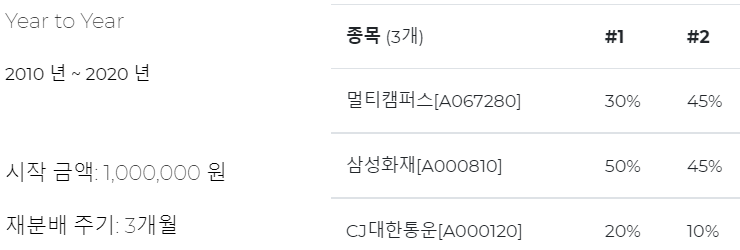 Year to Year
2010 년 ~ 2020 년
시작 금액: 1,000,000 원
재분배 주기: 3개월
종목 (3개) #1 #2
멀티캠퍼스[A067280] 30% 45%
삼성화재[A000810] 50% 45%
CJ대한통운[A000120] 20% 10%